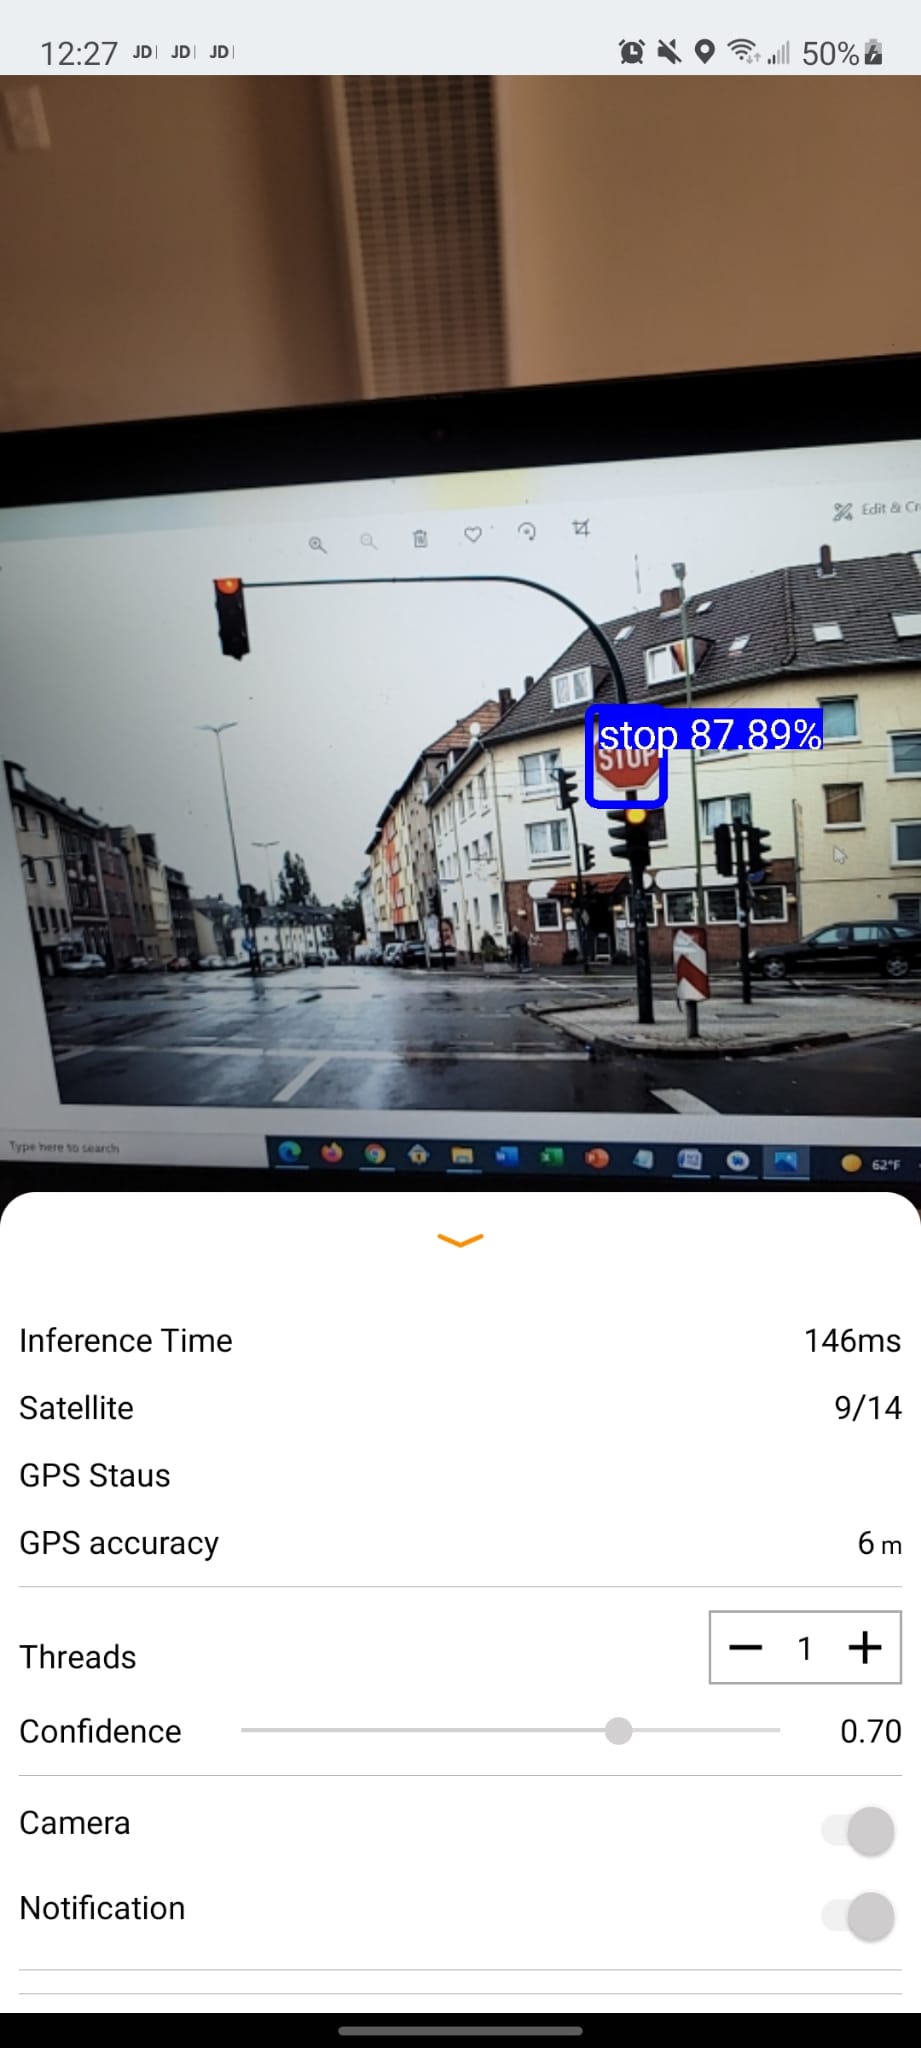 12:27 JD JD JD 50%
Edit & Cr
stop 87.89%
STOP
Type here to search
62°F
Inference Time 146ms
Satellite 9/14
GPS Staus
GPS accuracy 6 m
Threads 1
Confidence 0.70
Camera
Notification